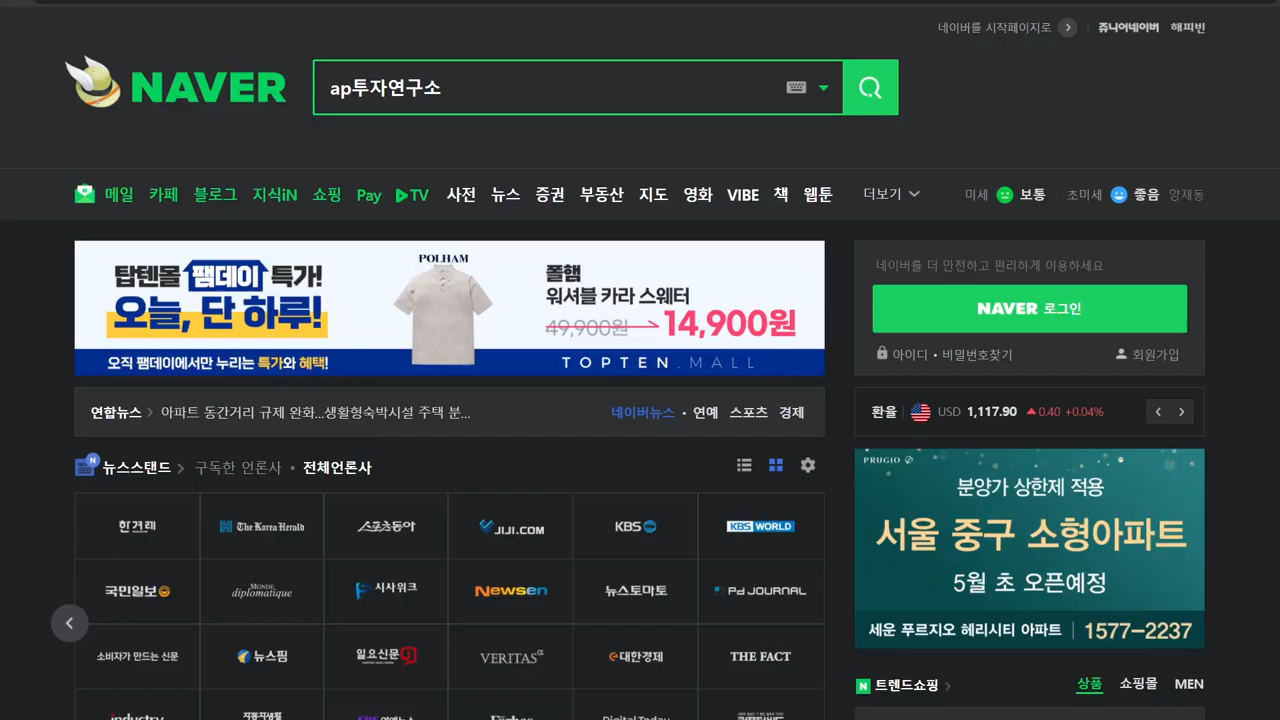 네이버를 시작페이지로
쥬니어네이버 해피빈
NAVER
ap투자연구소
메일 카페 블로그 지식iN 쇼핑 Pay TV 사전 뉴스 증권 부동산 지도 영화 VIBE 책 웹툰 더보기
미세 보통 초미세 좋음 양재동
탑텐몰 팸데이 특가!
오늘, 단 하루!
오직 팸데이에서만 누리는 특가와 혜택!
POLHAM
폴햄
워셔블 카라 스웨터
49,900원 14,900원
TOPTEN.MALL
네이버를 더 안전하고 편리하게 이용하세요
NAVER 로그인
아이디 • 비밀번호찾기 회원가입
연합뉴스 아파트 동간거리 규제 완화...생활형숙박시설 주택 분...
네이버뉴스 • 연예 스포츠 경제
환율 USD 1,117.90 0.40 +0.04%
N 뉴스스탠드 구독한 언론사 • 전체언론사
한겨레 The Korea Herald 스포츠동아 JIJI.COM KBS KBS WORLD
국민일보 MONDE diplomatique 시사위크 Newsen 뉴스토마토 Pd JOURNAL
소비자가 만드는 신문 뉴스핌 일요신문 VERITAS α e대한경제 THE FACT
industry Forbes Digital Today
PRUGIO
분양가 상한제 적용
서울 중구 소형아파트
5월 초 오픈예정
세운 푸르지오 헤리시티 아파트 1577-2237
N 트렌드쇼핑 상품 쇼핑몰 MEN